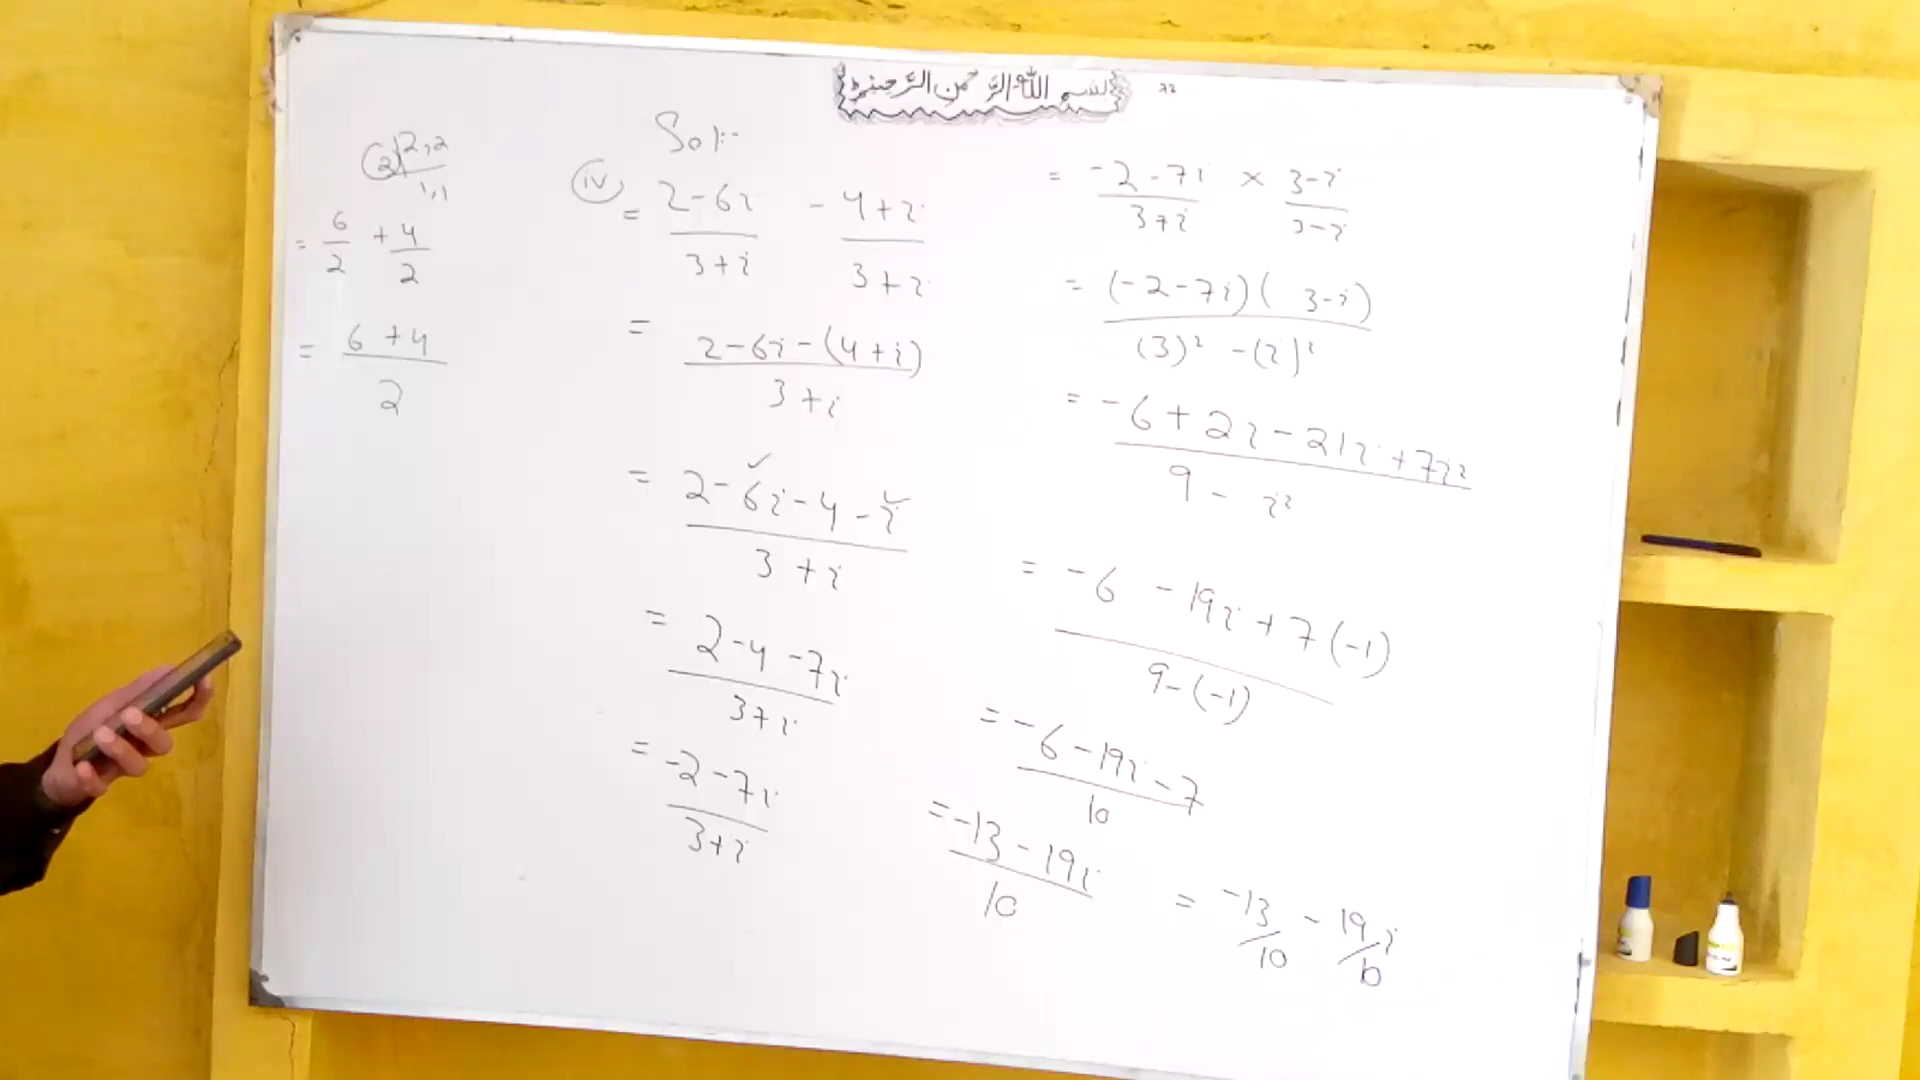 بسم الله الرحمن الرحيم
2 | 2,2
1,1
= 6/2 + 4/2
= (6+4)/2
Sol:-
(iv)
= (2-6i)/(3+i) - (4+i)/(3+i)
= (2-6i-(4+i))/(3+i)
= (2-6i-4-i)/(3+i)
= (2-4-7i)/(3+i)
= (-2-7i)/(3+i)
= (-2-7i)/(3+i) × (3-i)/(3-i)
= (-2-7i)(3-i)/((3)²-(i)²)
= (-6+2i-21i+7i²)/(9-i²)
= (-6-19i+7(-1))/(9-(-1))
= (-6-19i-7)/10
= (-13-19i)/10
= -13/10 - 19/10 i